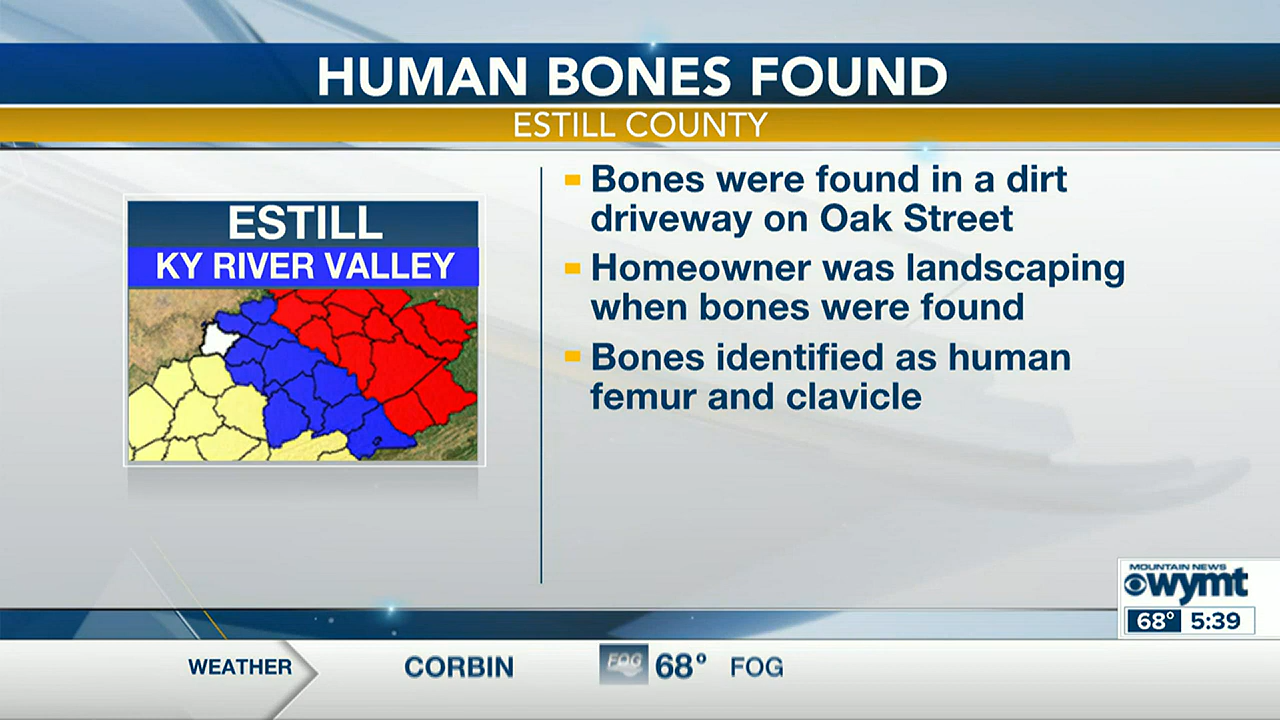 HUMAN BONES FOUND
ESTILL COUNTY
ESTILL
KY RIVER VALLEY
Bones were found in a dirt
driveway on Oak Street
Homeowner was landscaping
when bones were found
Bones identified as human
femur and clavicle
MOUNTAIN NEWS
wymt
68° 5:39
WEATHER CORBIN FOG 68° FOG